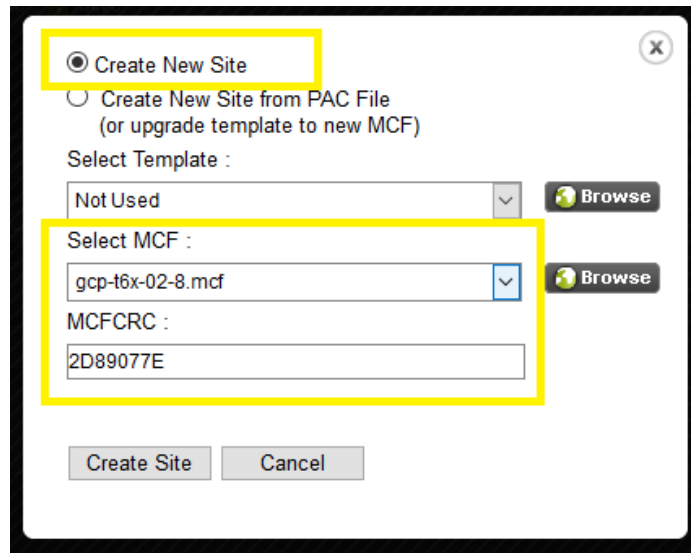 x
Create New Site
Create New Site from PAC File
(or upgrade template to new MCF)
Select Template :
Not Used
Browse
Select MCF :
gcp-t6x-02-8.mcf
Browse
MCFCRC :
2D89077E
Create Site
Cancel